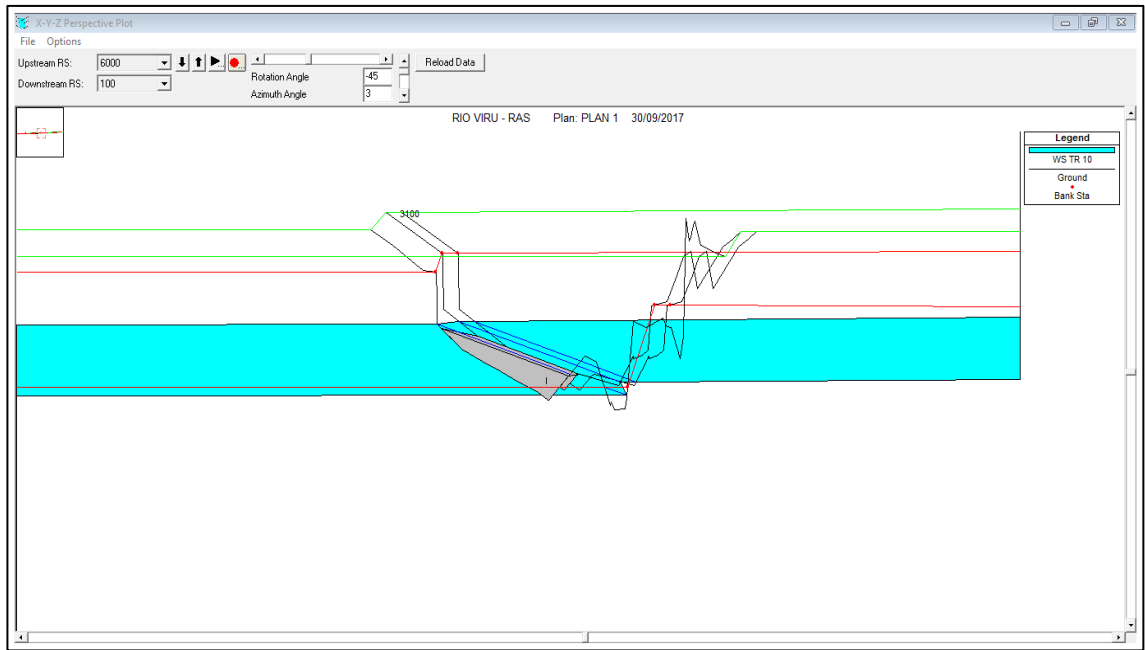 X-Y-Z Perspective Plot
File Options
Upstream RS: 6000
Reload Data
Rotation Angle -45
Downstream RS: 100
Azimuth Angle 3
RIO VIRU - RAS Plan: PLAN 1 30/09/2017
Legend
WS TR 10
Ground
Bank Sta
3100